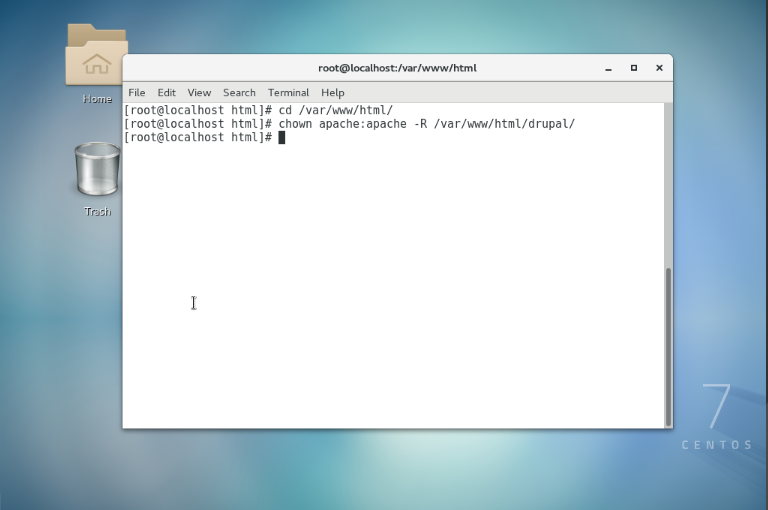 root@localhost:/var/www/html
Home
File Edit View Search Terminal Help
[root@localhost html]# cd /var/www/html/
[root@localhost html]# chown apache:apache -R /var/www/html/drupal/
[root@localhost html]#
Trash
7
CENTOS